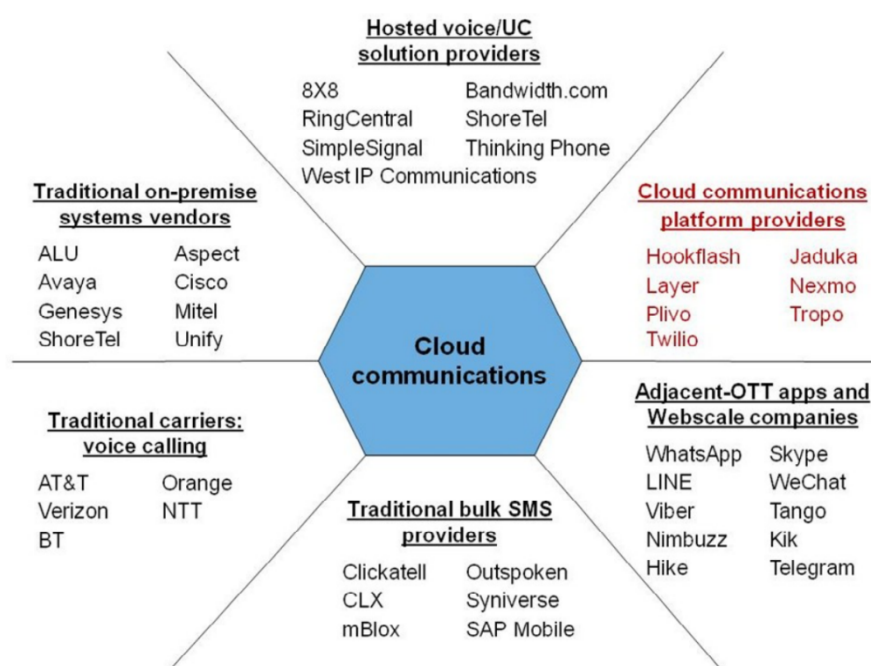 Hosted voice/UC
solution providers
8X8 Bandwidth.com
RingCentral ShoreTel
SimpleSignal Thinking Phone
West IP Communications
Traditional on-premise
systems vendors
ALU Aspect
Avaya Cisco
Genesys Mitel
ShoreTel Unify
Cloud communications
platform providers
Hookflash Jaduka
Layer Nexmo
Plivo Tropo
Twilio
Cloud
communications
Traditional carriers:
voice calling
AT&T Orange
Verizon NTT
BT
Traditional bulk SMS
providers
Clickatell Outspoken
CLX Syniverse
mBlox SAP Mobile
Adjacent-OTT apps and
Webscale companies
WhatsApp Skype
LINE WeChat
Viber Tango
Nimbuzz Kik
Hike Telegram